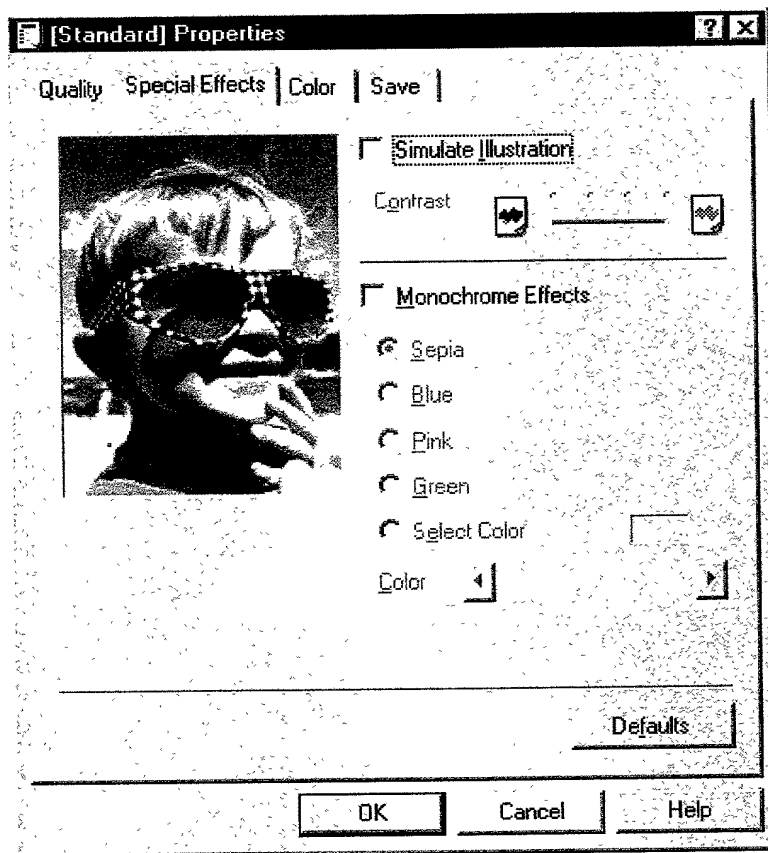 [Standard] Properties
Quality Special Effects Color Save
Simulate Illustration
Contrast
Monochrome Effects
Sepia
Blue
Pink
Green
Select Color
Color
Defaults
OK Cancel Help